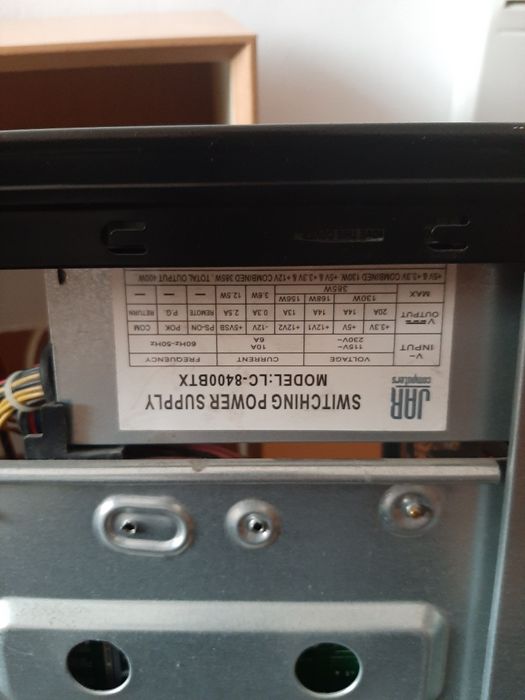 JAR
computers
SWITCHING POWER SUPPLY
MODEL:LC-8400BTX
V~ INPUT VOLTAGE CURRENT FREQUENCY
115V~ 10A 60Hz-50Hz
230V~ 6A
V⎓ OUTPUT +3.3V +5V +12V1 +12V2 -12V +5VSB PS-ON POK COM
20A 14A 14A 13A 0.3A 2.5A REMOTE P.G. RETURN
MAX 130W 168W 156W 3.6W 12.5W — — —
385W
+5V & +3.3V 130W. +5V & +3.3V & +12V COMBINED 385W. TOTAL OUTPUT 400W